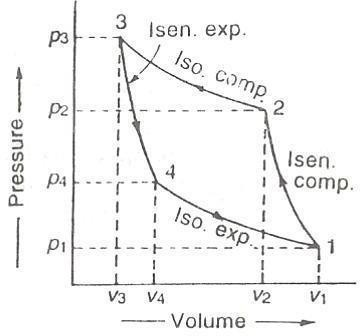 3
Isen. exp.
p3
Iso. comp.
p2
2
Pressure
4
Isen.
comp.
p4
Iso. exp.
p1
1
v3 v4 v2 v1
Volume